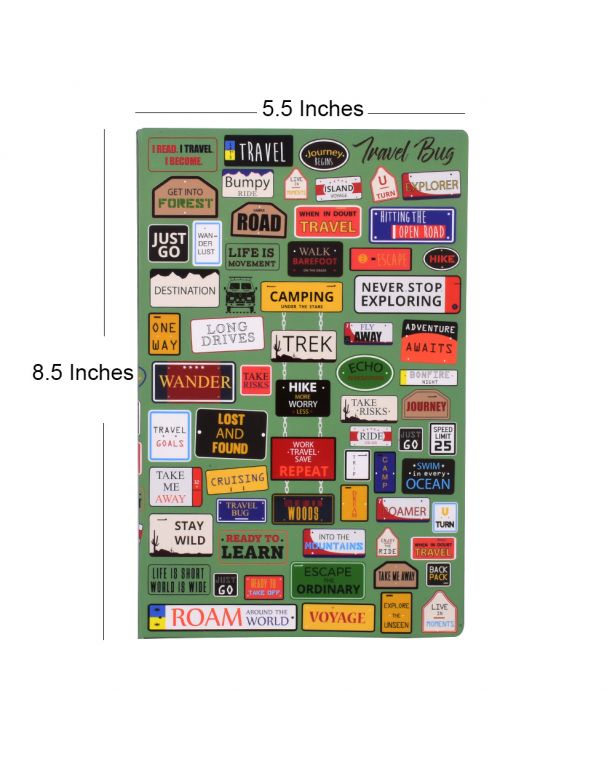 5.5 Inches
8.5 Inches
I READ. I TRAVEL
I BECOME.
TRAVEL
Journey
BEGINS
Travel Bug
GET INTO
FOREST
Bumpy
RIDE
LIVE
IN
MOMENTS
ISLAND
VOYAGE
U
TURN
EXPLORER
ROAD
WHEN IN DOUBT
TRAVEL
HITTING THE
OPEN ROAD
JUST
GO
WAN-
DER
LUST
LIFE IS
MOVEMENT
WALK
BAREFOOT
ON THE GRASS
ESCAPE
HIKE
DESTINATION
CAMPING
UNDER THE STARS
NEVER STOP
EXPLORING
ONE
WAY
LONG
DRIVES
TREK
FLY
AWAY
ADVENTURE
AWAITS
WANDER
TAKE
RISKS
HIKE
MORE
WORRY
- LESS -
ECHO
BONFIRE
NIGHT
TAKE
RISKS
JOURNEY
TRAVEL
GOALS
LOST
AND
FOUND
WORK
TRAVEL
SAVE
REPEAT
RIDE
JUST
GO
SPEED
LIMIT
25
TAKE
ME
AWAY
CRUISING
TRIP
CAMP
SWIM
in every
OCEAN
TRAVEL
BUG
WOODS
DREAM
ROAMER
U
TURN
STAY
WILD
READY TO
LEARN
INTO THE
MOUNTAINS
ENJOY
THE
RIDE
WHEN IN DOUBT
TRAVEL
LIFE IS SHORT
WORLD IS WIDE
JUST
GO
READY TO
TAKE OFF
ESCAPE
THE
ORDINARY
TAKE ME AWAY
BACK
PACK
ROAM AROUND THE
WORLD
VOYAGE
EXPLORE
THE
UNSEEN
LIVE
IN
MOMENTS